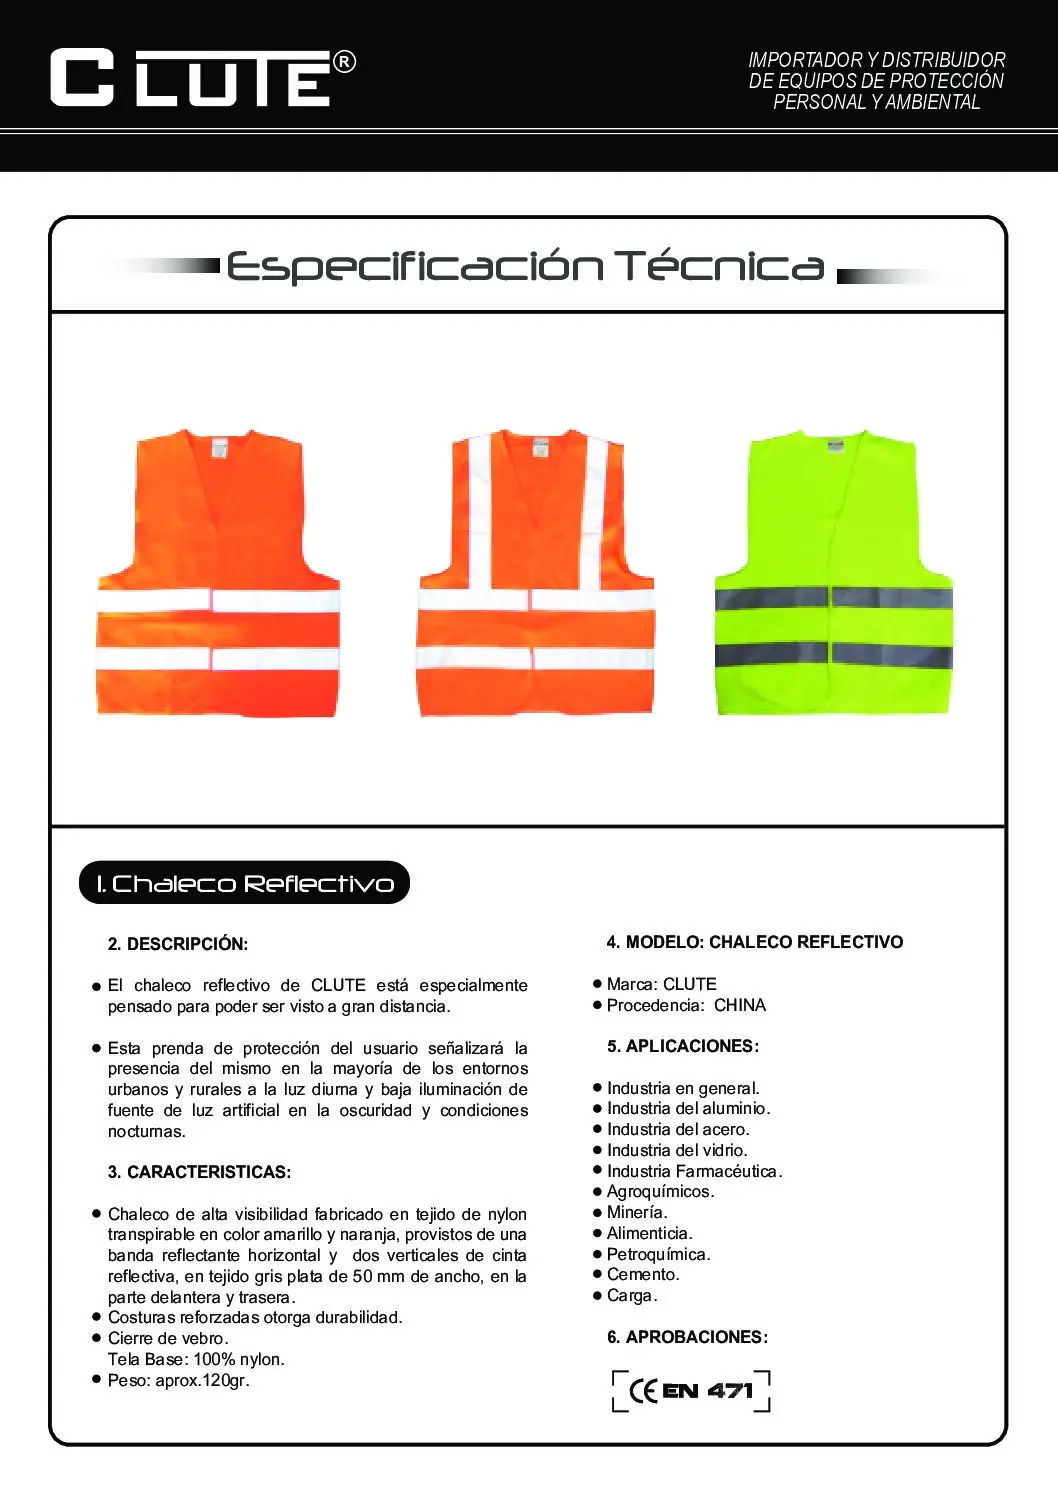 CLUTE®
IMPORTADOR Y DISTRIBUIDOR
DE EQUIPOS DE PROTECCIÓN
PERSONAL Y AMBIENTAL
Especificación Técnica
1. Chaleco Reflectivo
2. DESCRIPCIÓN:
● El chaleco reflectivo de CLUTE está especialmente
pensado para poder ser visto a gran distancia.
● Esta prenda de protección del usuario señalizará la
presencia del mismo en la mayoría de los entornos
urbanos y rurales a la luz diurna y baja iluminación de
fuente de luz artificial en la oscuridad y condiciones
nocturnas.
3. CARACTERISTICAS:
● Chaleco de alta visibilidad fabricado en tejido de nylon
transpirable en color amarillo y naranja, provistos de una
banda reflectante horizontal y dos verticales de cinta
reflectiva, en tejido gris plata de 50 mm de ancho, en la
parte delantera y trasera.
● Costuras reforzadas otorga durabilidad.
● Cierre de vebro.
Tela Base: 100% nylon.
● Peso: aprox.120gr.
4. MODELO: CHALECO REFLECTIVO
● Marca: CLUTE
● Procedencia: CHINA
5. APLICACIONES:
● Industria en general.
● Industria del aluminio.
● Industria del acero.
● Industria del vidrio.
● Industria Farmacéutica.
● Agroquímicos.
● Minería.
● Alimenticia.
● Petroquímica.
● Cemento.
● Carga.
6. APROBACIONES:
CE EN 471